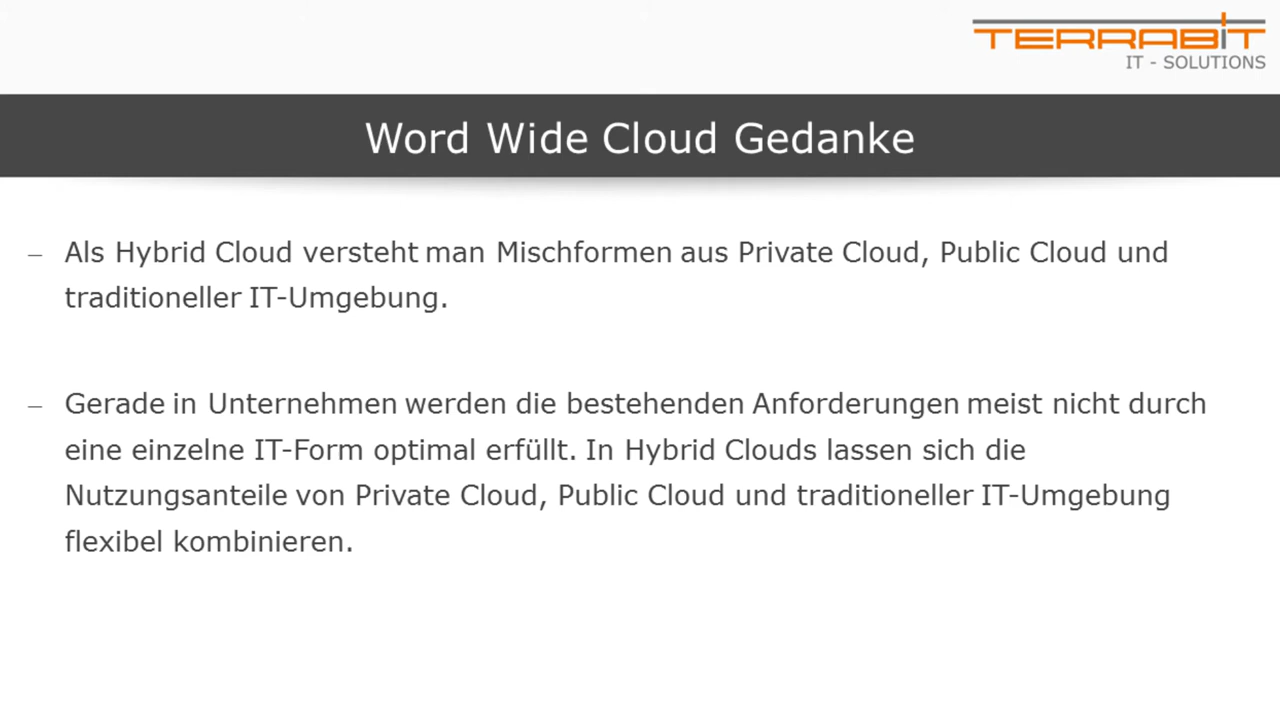 TERRABIT
IT - SOLUTIONS
Word Wide Cloud Gedanke
– Als Hybrid Cloud versteht man Mischformen aus Private Cloud, Public Cloud und
traditioneller IT-Umgebung.
– Gerade in Unternehmen werden die bestehenden Anforderungen meist nicht durch
eine einzelne IT-Form optimal erfüllt. In Hybrid Clouds lassen sich die
Nutzungsanteile von Private Cloud, Public Cloud und traditioneller IT-Umgebung
flexibel kombinieren.